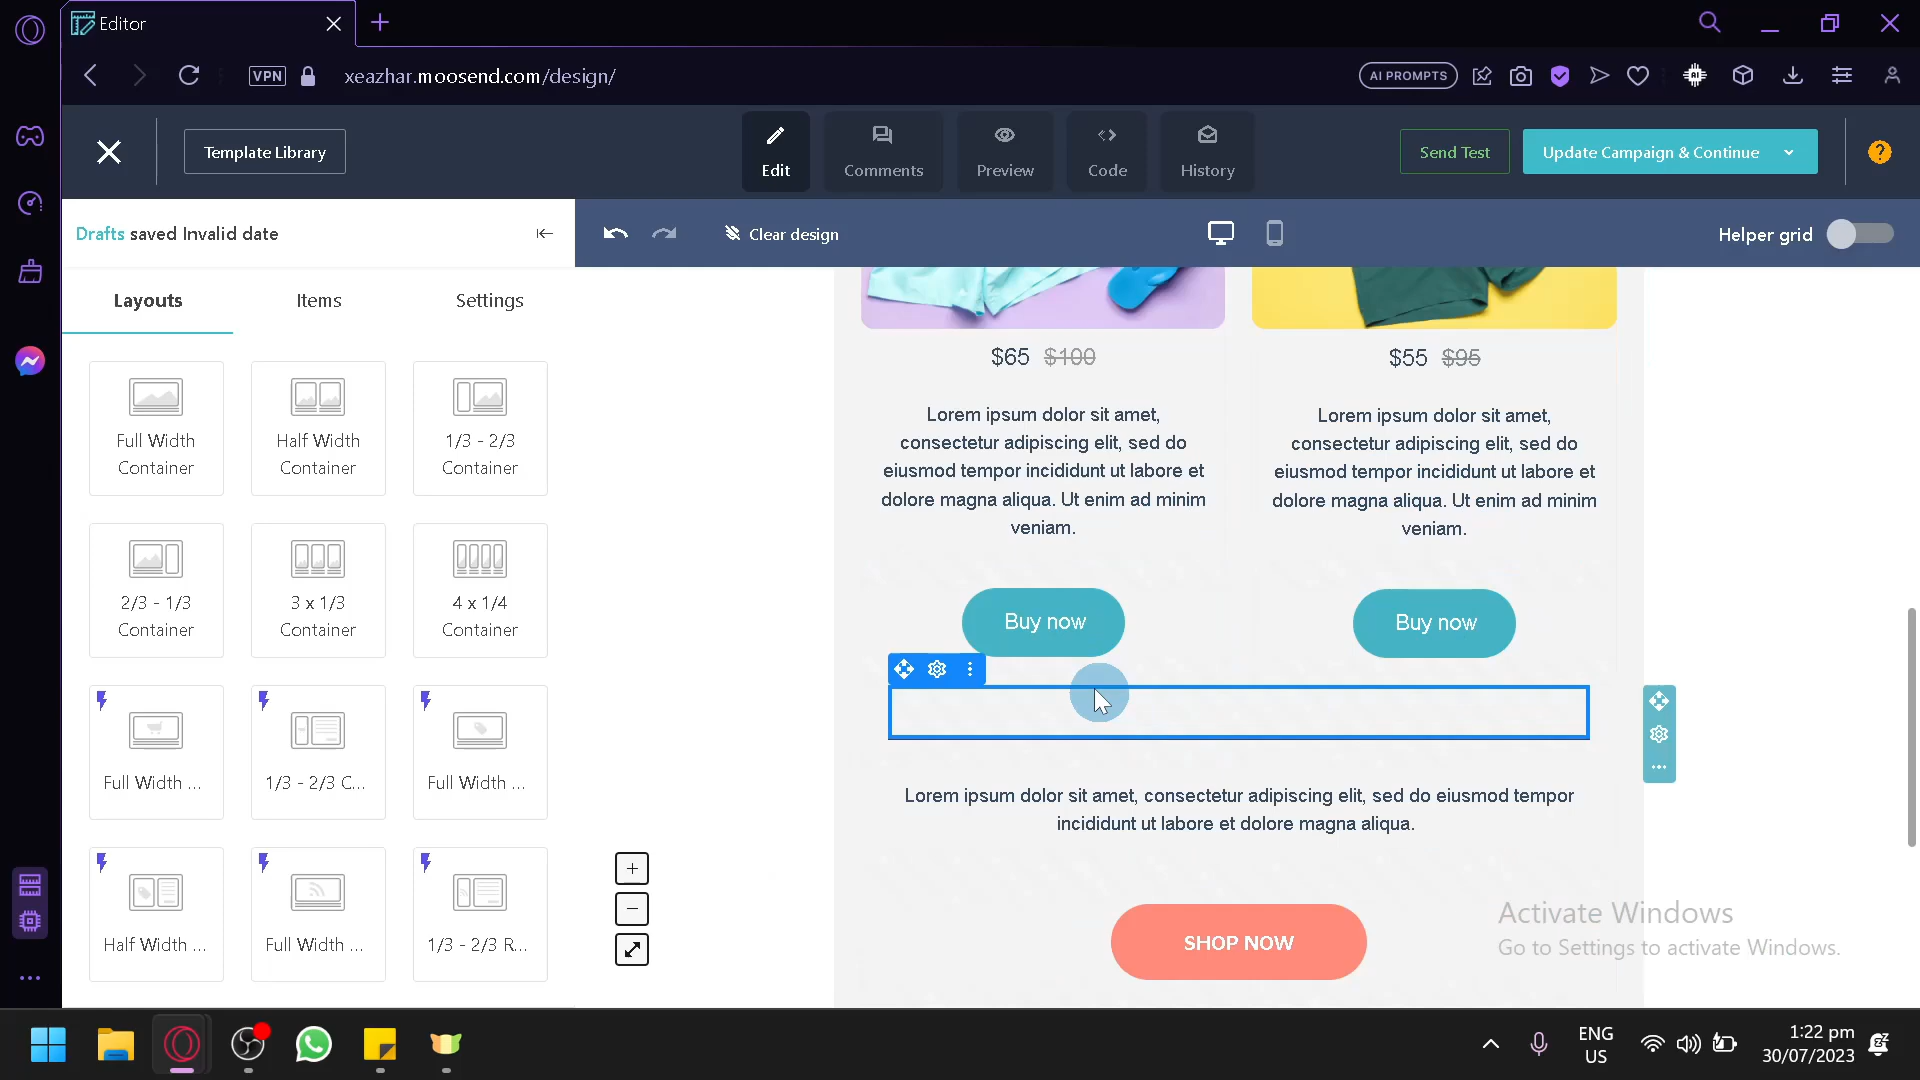 Editor
VPN
xeazhar.moosend.com/design/
AI PROMPTS
Template Library
Edit
Comments
Preview
Code
History
Send Test
Update Campaign & Continue
?
Drafts saved Invalid date
Clear design
Helper grid
Layouts
Items
Settings
Full Width
Container
Half Width
Container
1/3 - 2/3
Container
2/3 - 1/3
Container
3 x 1/3
Container
4 x 1/4
Container
Full Width ...
1/3 - 2/3 C...
Full Width ...
Half Width ...
Full Width ...
1/3 - 2/3 R...
$65 $100
$55 $95
Lorem ipsum dolor sit amet,
consectetur adipiscing elit, sed do
eiusmod tempor incididunt ut labore et
dolore magna aliqua. Ut enim ad minim
veniam.
Lorem ipsum dolor sit amet,
consectetur adipiscing elit, sed do
eiusmod tempor incididunt ut labore et
dolore magna aliqua. Ut enim ad minim
veniam.
Buy now
Buy now
Lorem ipsum dolor sit amet, consectetur adipiscing elit, sed do eiusmod tempor
incididunt ut labore et dolore magna aliqua.
SHOP NOW
Activate Windows
Go to Settings to activate Windows.
ENG
US
1:22 pm
30/07/2023